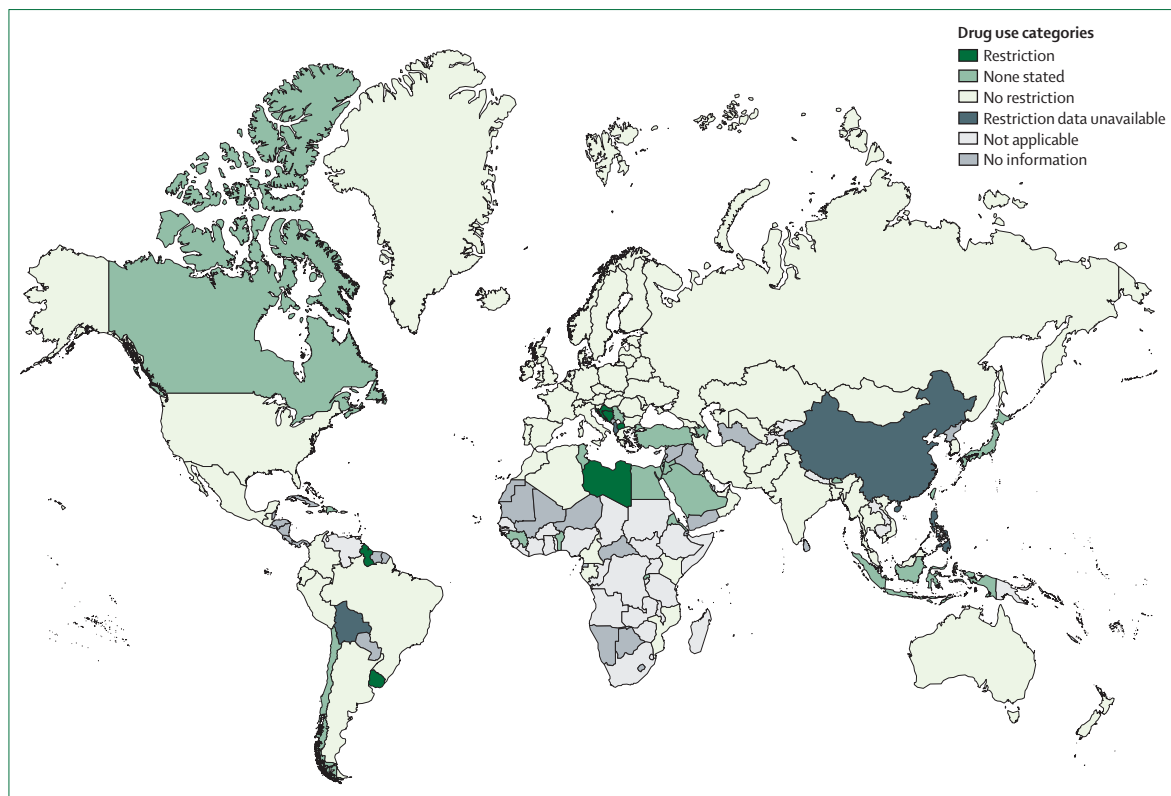 Drug use categories
Restriction
None stated
No restriction
Restriction data unavailable
Not applicable
No information